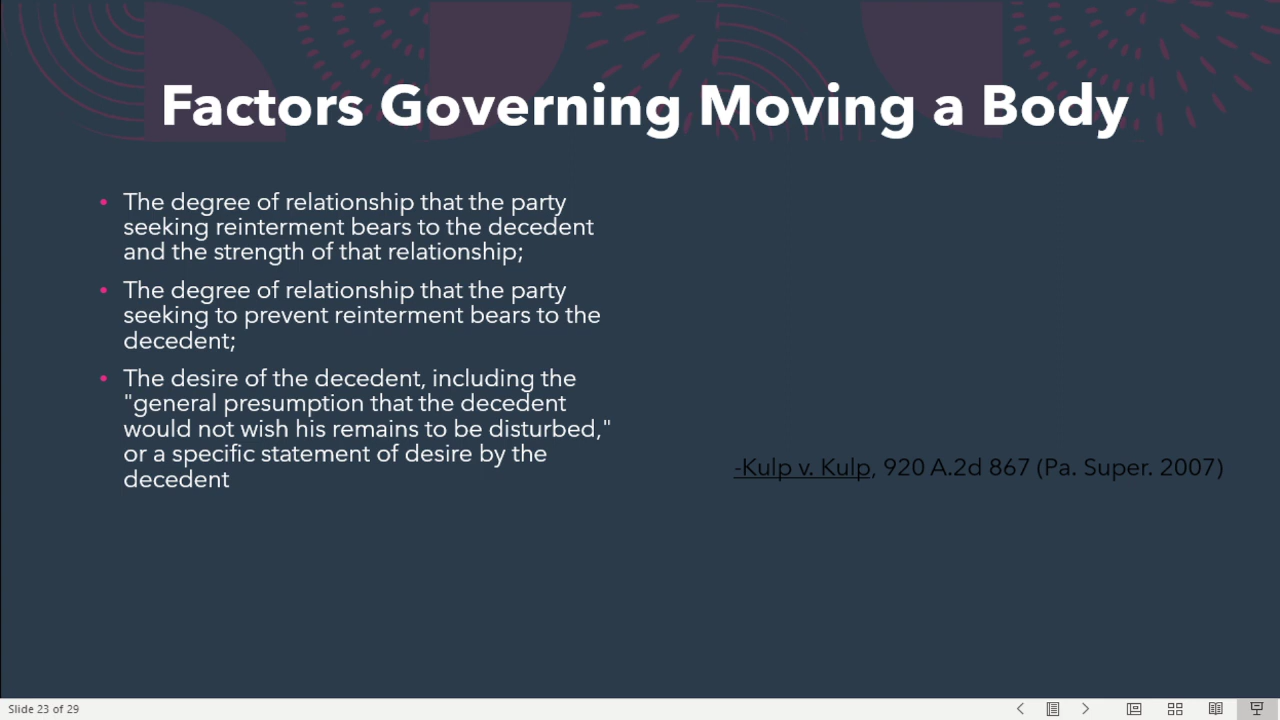 Factors Governing Moving a Body
• The degree of relationship that the party
seeking reinterment bears to the decedent
and the strength of that relationship;
• The degree of relationship that the party
seeking to prevent reinterment bears to the
decedent;
• The desire of the decedent, including the
"general presumption that the decedent
would not wish his remains to be disturbed,"
or a specific statement of desire by the
decedent
-Kulp v. Kulp, 920 A.2d 867 (Pa. Super. 2007)
Slide 23 of 29